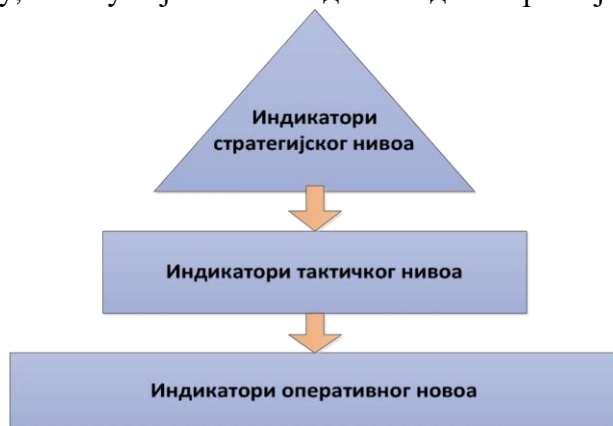 Индикатори
стратегијског нивоа
Индикатори тактичког нивоа
Индикатори оперативног новоа